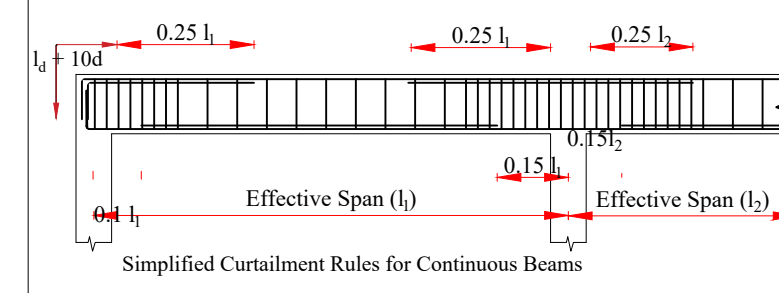 0.25 l₁
0.25 l₁
0.25 l₂
l_d + 10d
0.15l₂
0.15 l₁
Effective Span (l₁)
Effective Span (l₂)
0.1 l₁
Simplified Curtailment Rules for Continuous Beams